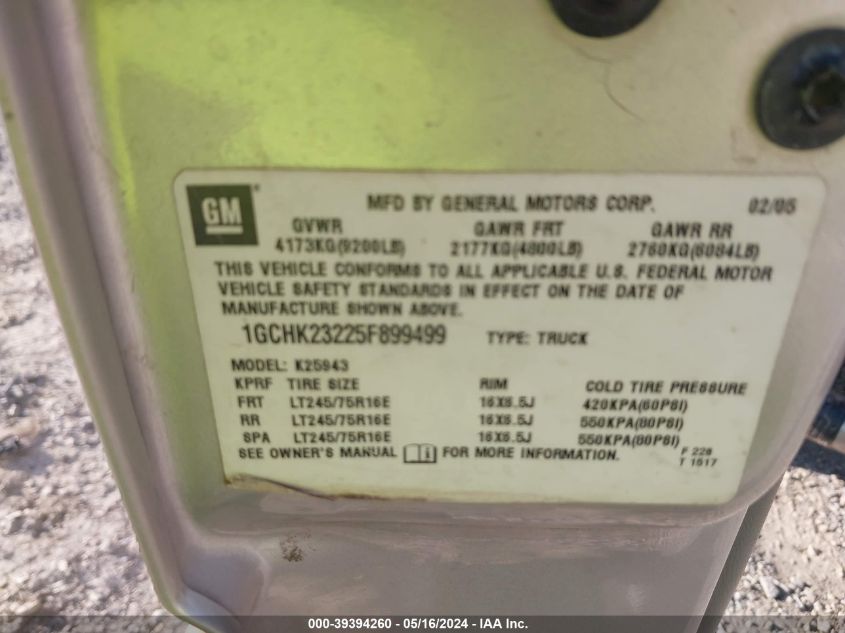 GM ® MFD BY GENERAL MOTORS CORP. 02/05
GVWR GAWR FRT GAWR RR
4173KG(9200LB) 2177KG(4800LB) 2760KG(6084LB)
THIS VEHICLE CONFORMS TO ALL APPLICABLE U.S. FEDERAL MOTOR
VEHICLE SAFETY STANDARDS IN EFFECT ON THE DATE OF
MANUFACTURE SHOWN ABOVE.
1GCHK23225F899499 TYPE: TRUCK
MODEL: K25943
KPRF TIRE SIZE RIM COLD TIRE PRESSURE
FRT LT245/75R16E 16X6.5J 420KPA(60PSI)
RR LT245/75R16E 16X6.5J 550KPA(80PSI)
SPA LT245/75R16E 16X6.5J 550KPA(80PSI)
SEE OWNER'S MANUAL FOR MORE INFORMATION.
F 228
T 1517
000-39394260 - 05/16/2024 - IAA Inc.